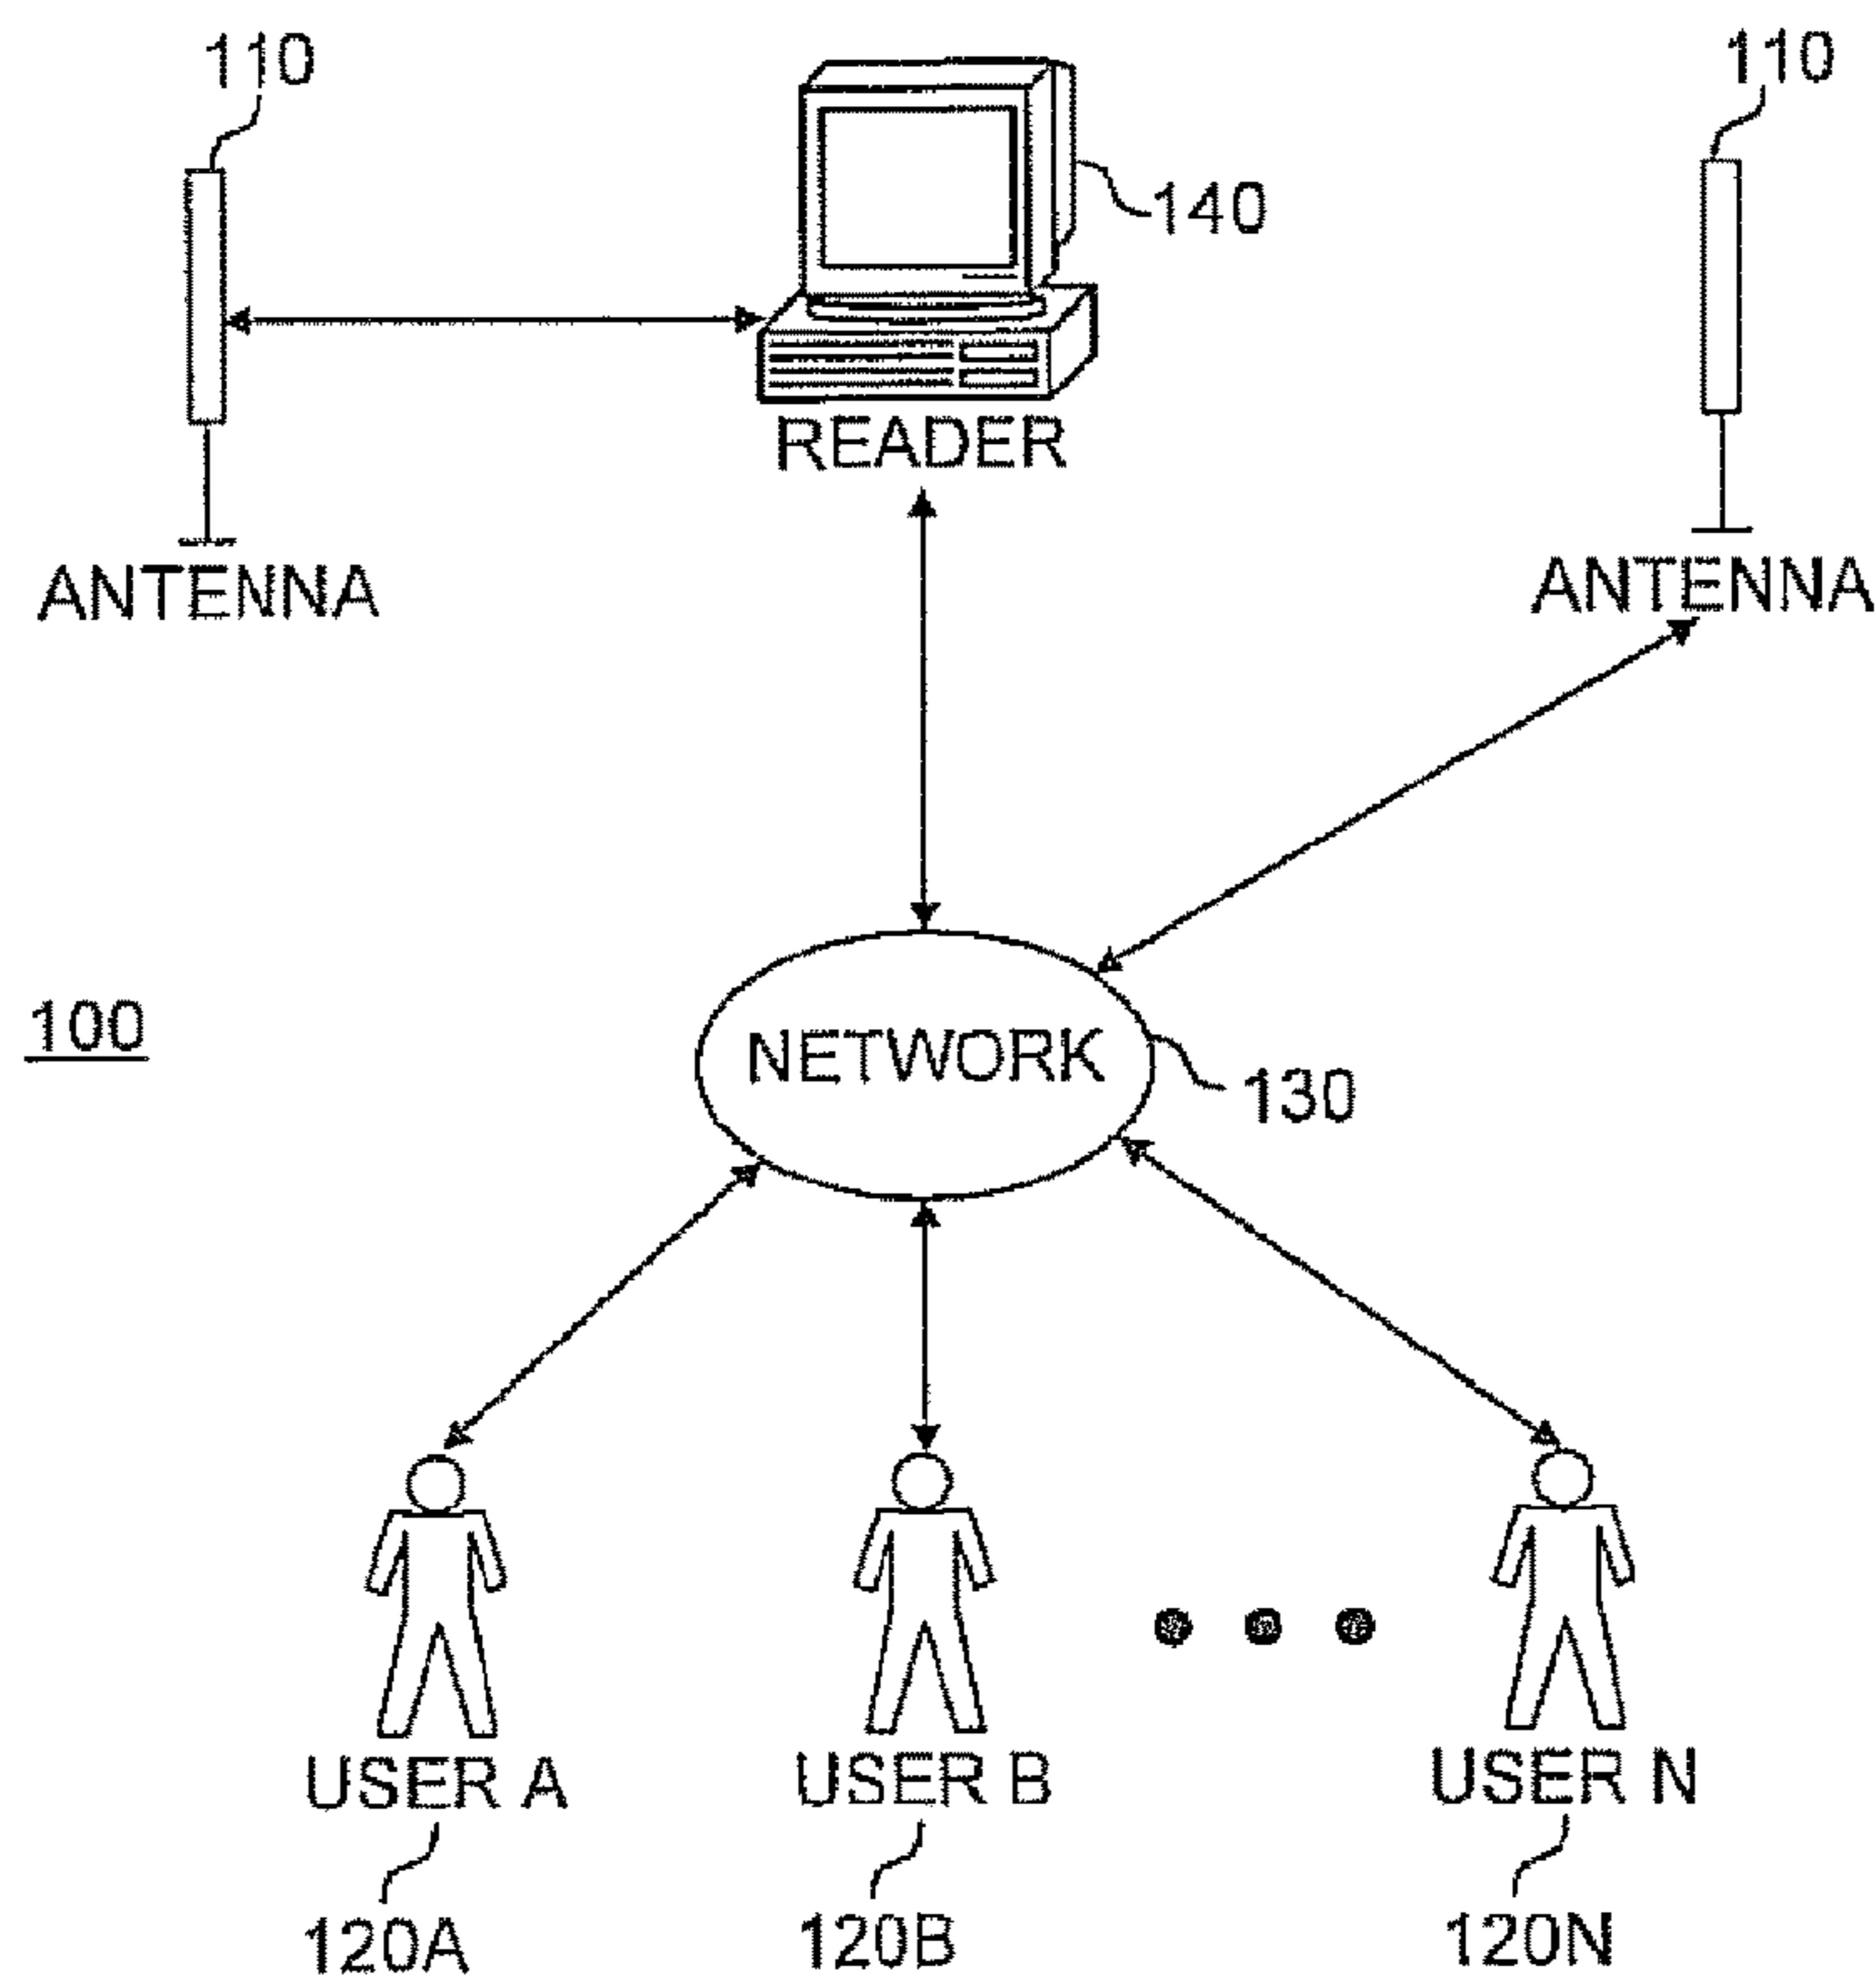 110
110
140
READER
ANTENNA
ANTENNA
100
NETWORK
130
USER A
USER B
USER N
120A
120B
120N